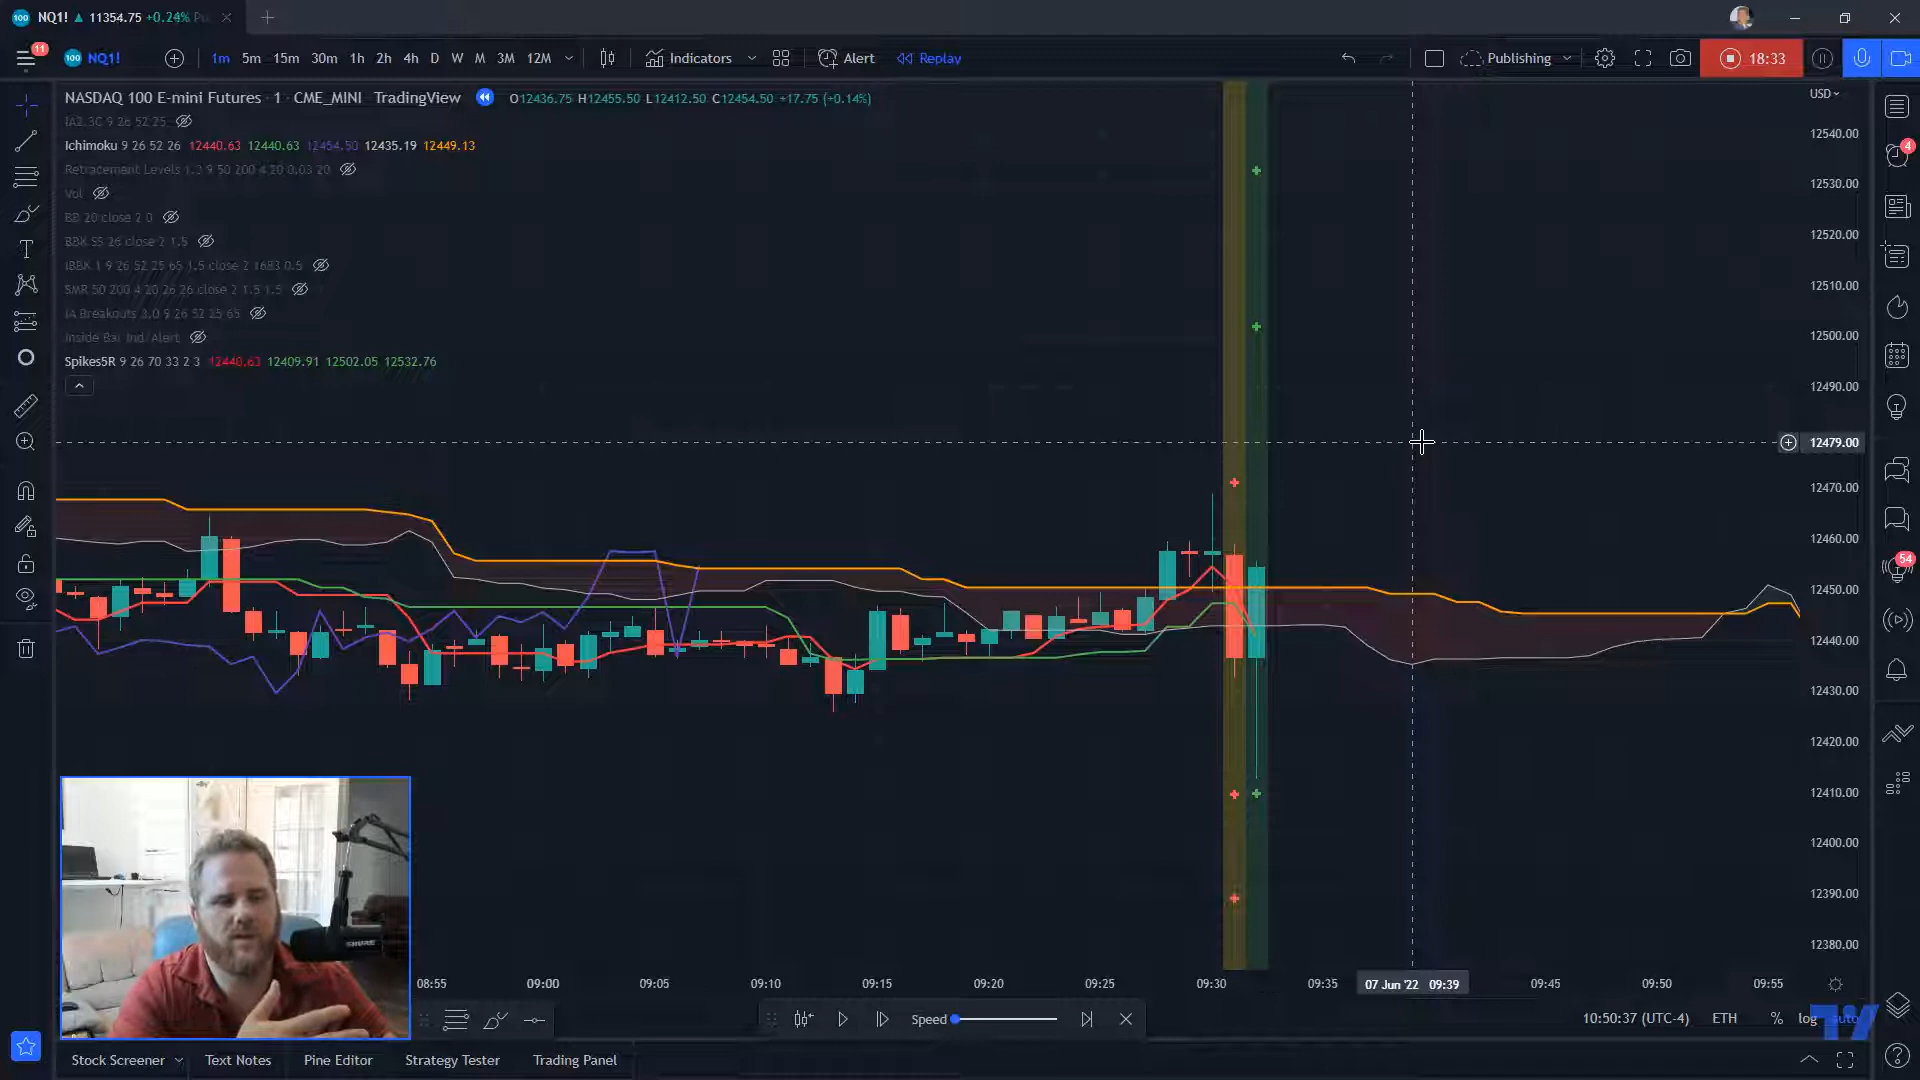 100 NQ1! ▲ 11354.75 +0.24%
11 100 NQ1! 1m 5m 15m 30m 1h 2h 4h D W M 3M 12M Indicators Alert Replay Publishing 18:33
NASDAQ 100 E-mini Futures · 1 · CME_MINI TradingView O12436.75 H12455.50 L12412.50 C12454.50 +17.75 (+0.14%)
USD
IA2.3C 9 26 52 25
Ichimoku 9 26 52 26 12440.63 12440.63 12454.50 12435.19 12449.13
Retracement Levels 1.3 9 50 200 4 20 0.03 20
Vol
BB 20 close 2 0
BBK SS 26 close 2 1.5
IBBK 1 9 26 52 25 65 1.5 close 2 1683 0.5
SMR 50 200 4 20 26 26 close 2 1.5 1.5
IA Breakouts 3.0 9 26 52 25 65
Inside Bar Ind/Alert
Spikes5R 9 26 70 33 2 3 12440.63 12409.91 12502.05 12532.76
12540.00
12530.00
12520.00
12510.00
12500.00
12490.00
12479.00
12470.00
12460.00
12450.00
12440.00
12430.00
12420.00
12410.00
12400.00
12390.00
12380.00
4
54
SHURE
08:55 09:00 09:05 09:10 09:15 09:20 09:25 09:30 09:35 07 Jun '22 09:39 09:45 09:50 09:55
Speed
10:50:37 (UTC-4) ETH % log auto
Stock Screener Text Notes Pine Editor Strategy Tester Trading Panel